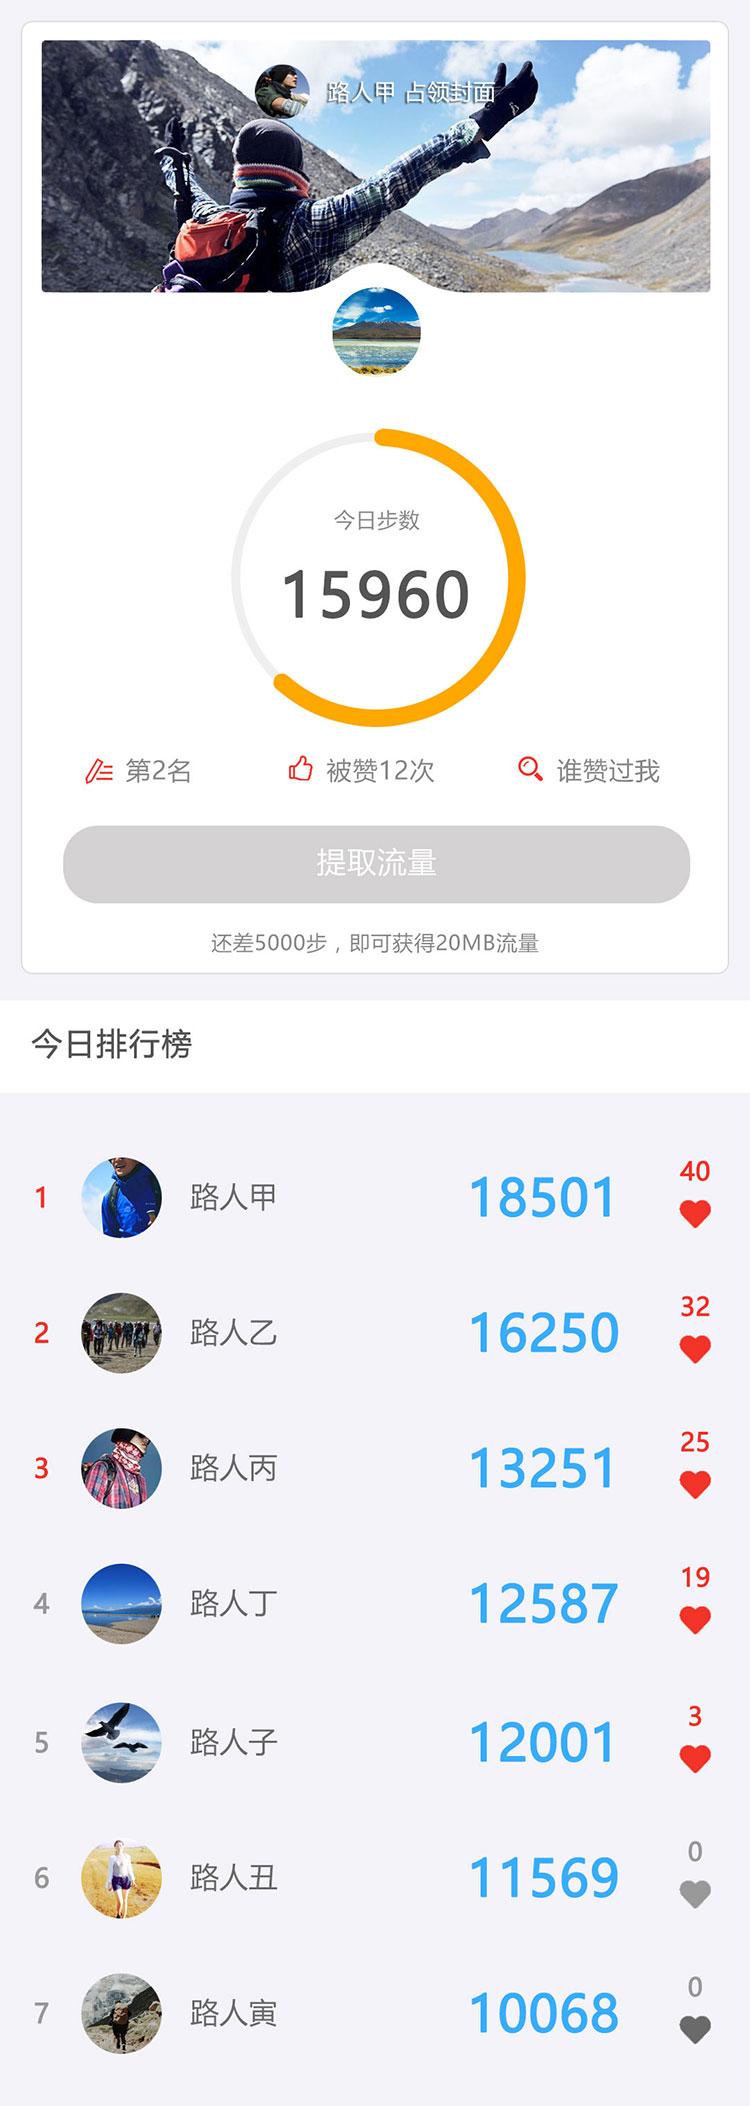 路人甲 占领封面
今日步数
15960
第2名 被赞12次 谁赞过我
提取流量
还差5000步，即可获得20MB流量
今日排行榜
1 路人甲 18501 40
2 路人乙 16250 32
3 路人丙 13251 25
4 路人丁 12587 19
5 路人子 12001 3
6 路人丑 11569 0
7 路人寅 10068 0